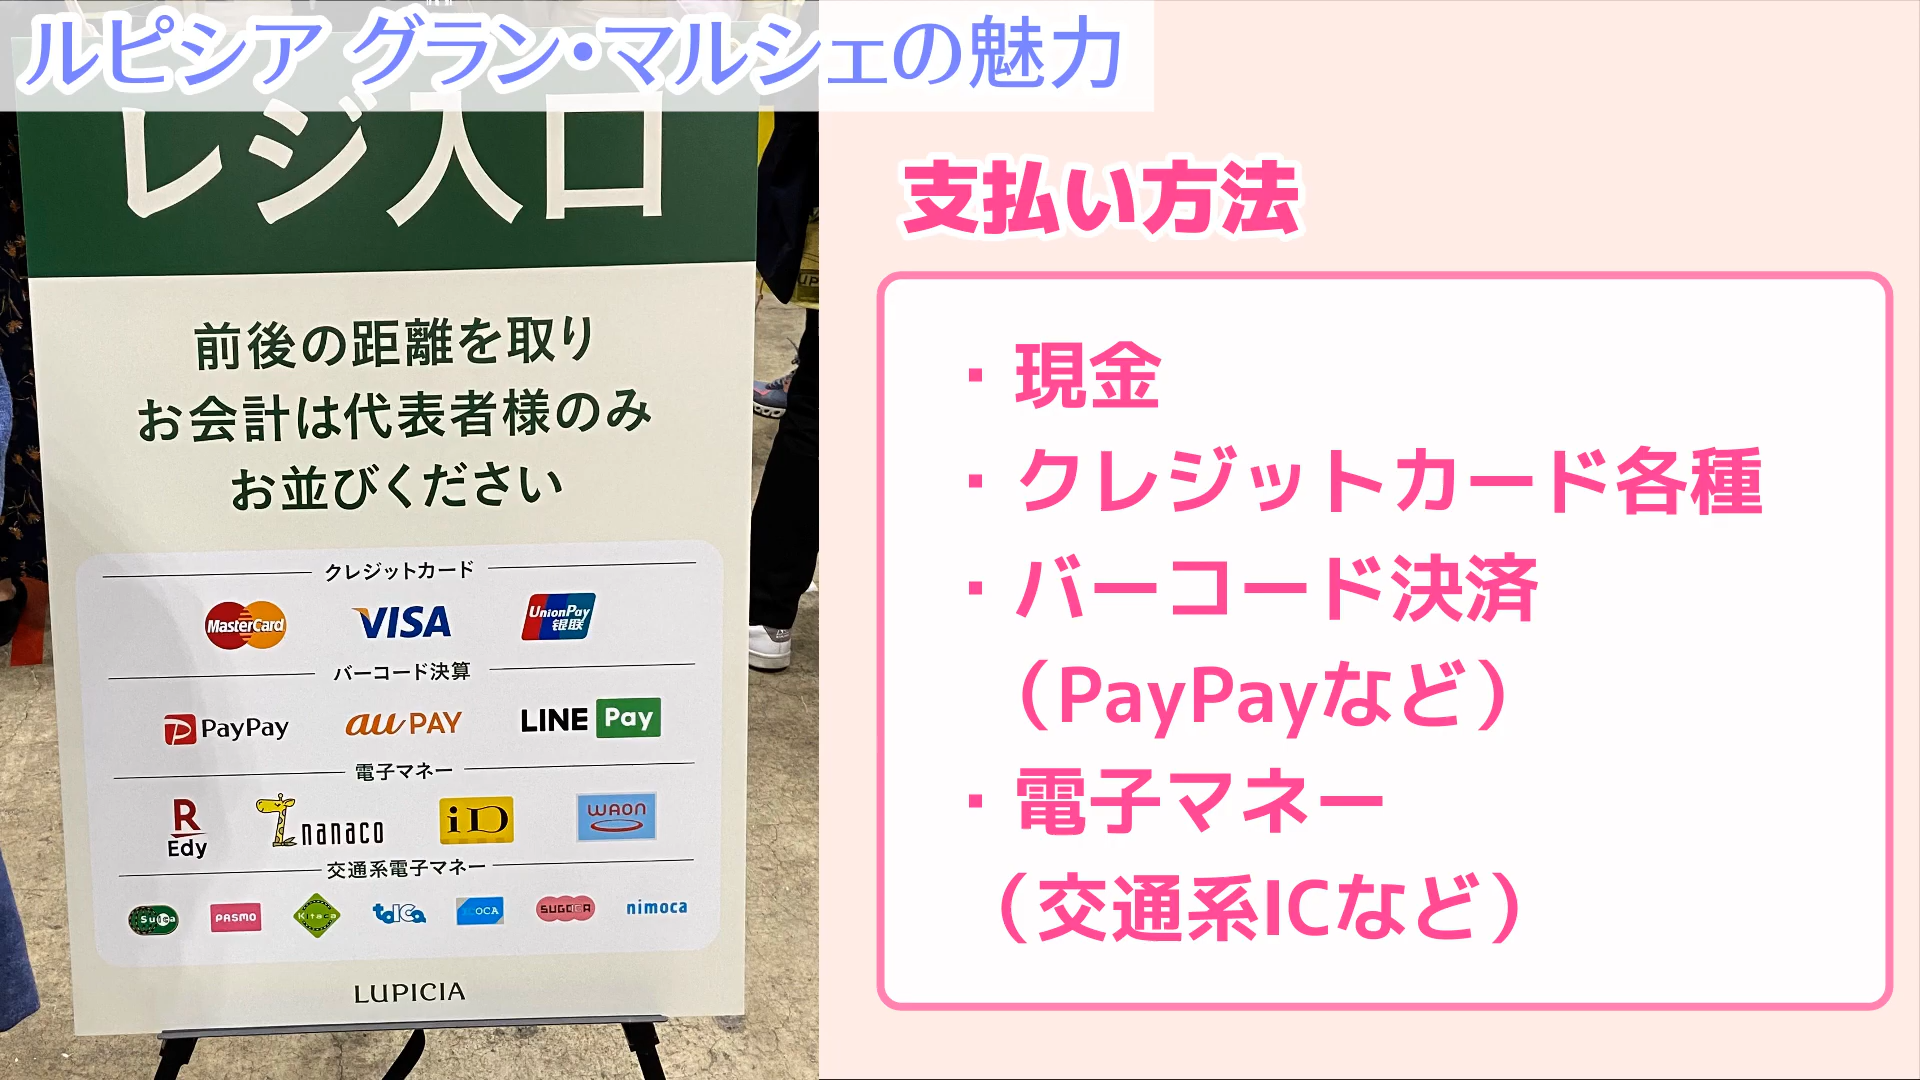 ルピシア グラン・マルシェの魅力
レジ入口
前後の距離を取り
お会計は代表者様のみ
お並びください
クレジットカード
MasterCard VISA UnionPay 银联
バーコード決算
PayPay au PAY LINE Pay
電子マネー
R Edy nanaco iD WAON
交通系電子マネー
Suica PASMO Kitaca toICa ICOCA SUGOCA nimoca
LUPICIA
支払い方法
・現金
・クレジットカード各種
・バーコード決済
（PayPayなど）
・電子マネー
（交通系ICなど）